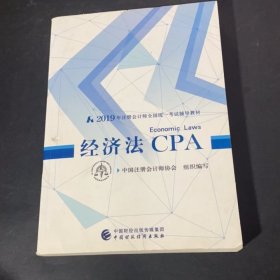 2019年注册会计师全国统一考试辅导教材
Economic Laws
经济法 CPA
中国注册会计师协会 组织编写
中国财经出版传媒集团
中国财政经济出版社